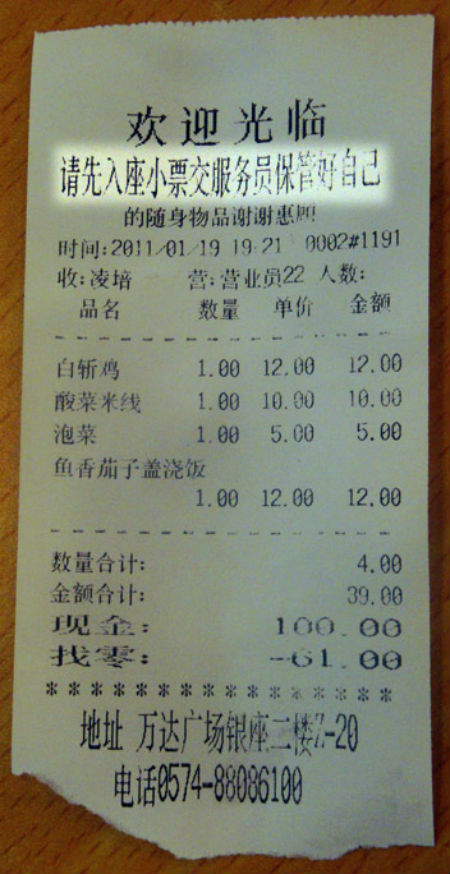 欢迎光临
请先入座小票交服务员保管好自己
的随身物品谢谢惠顾
时间:2011/01/19 19:21 0002#1191
收:凌培 营:营业员22 人数:
品名 数量 单价 金额
白斩鸡 1.00 12.00 12.00
酸菜米线 1.00 10.00 10.00
泡菜 1.00 5.00 5.00
鱼香茄子盖浇饭
1.00 12.00 12.00
数量合计: 4.00
金额合计: 39.00
现金: 100.00
找零: -61.00
******************
地址 万达广场银座二楼Z-20
电话0574-88086100